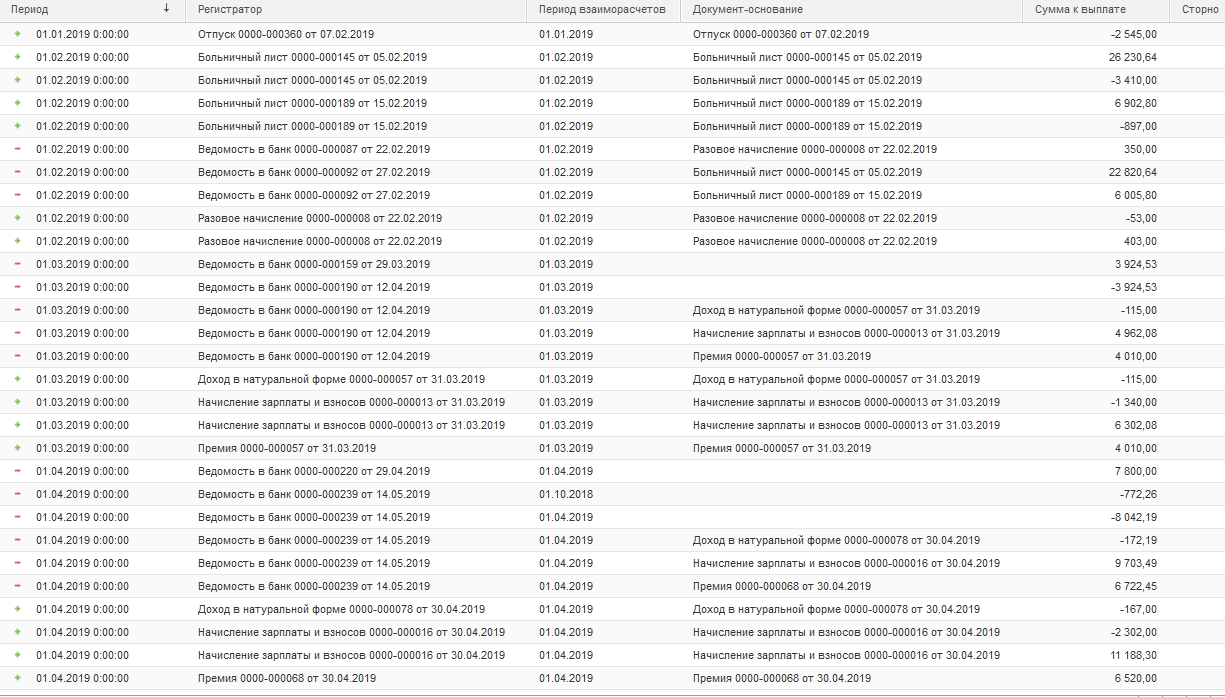 Период ↓ Регистратор Период взаиморасчетов Документ-основание Сумма к выплате Сторно
+ 01.01.2019 0:00:00 Отпуск 0000-000360 от 07.02.2019 01.01.2019 Отпуск 0000-000360 от 07.02.2019 -2 545,00
+ 01.02.2019 0:00:00 Больничный лист 0000-000145 от 05.02.2019 01.02.2019 Больничный лист 0000-000145 от 05.02.2019 26 230,64
+ 01.02.2019 0:00:00 Больничный лист 0000-000145 от 05.02.2019 01.02.2019 Больничный лист 0000-000145 от 05.02.2019 -3 410,00
+ 01.02.2019 0:00:00 Больничный лист 0000-000189 от 15.02.2019 01.02.2019 Больничный лист 0000-000189 от 15.02.2019 6 902,80
+ 01.02.2019 0:00:00 Больничный лист 0000-000189 от 15.02.2019 01.02.2019 Больничный лист 0000-000189 от 15.02.2019 -897,00
- 01.02.2019 0:00:00 Ведомость в банк 0000-000087 от 22.02.2019 01.02.2019 Разовое начисление 0000-000008 от 22.02.2019 350,00
- 01.02.2019 0:00:00 Ведомость в банк 0000-000092 от 27.02.2019 01.02.2019 Больничный лист 0000-000145 от 05.02.2019 22 820,64
- 01.02.2019 0:00:00 Ведомость в банк 0000-000092 от 27.02.2019 01.02.2019 Больничный лист 0000-000189 от 15.02.2019 6 005,80
+ 01.02.2019 0:00:00 Разовое начисление 0000-000008 от 22.02.2019 01.02.2019 Разовое начисление 0000-000008 от 22.02.2019 -53,00
+ 01.02.2019 0:00:00 Разовое начисление 0000-000008 от 22.02.2019 01.02.2019 Разовое начисление 0000-000008 от 22.02.2019 403,00
- 01.03.2019 0:00:00 Ведомость в банк 0000-000159 от 29.03.2019 01.03.2019 3 924,53
- 01.03.2019 0:00:00 Ведомость в банк 0000-000190 от 12.04.2019 01.03.2019 -3 924,53
- 01.03.2019 0:00:00 Ведомость в банк 0000-000190 от 12.04.2019 01.03.2019 Доход в натуральной форме 0000-000057 от 31.03.2019 -115,00
- 01.03.2019 0:00:00 Ведомость в банк 0000-000190 от 12.04.2019 01.03.2019 Начисление зарплаты и взносов 0000-000013 от 31.03.2019 4 962,08
- 01.03.2019 0:00:00 Ведомость в банк 0000-000190 от 12.04.2019 01.03.2019 Премия 0000-000057 от 31.03.2019 4 010,00
+ 01.03.2019 0:00:00 Доход в натуральной форме 0000-000057 от 31.03.2019 01.03.2019 Доход в натуральной форме 0000-000057 от 31.03.2019 -115,00
+ 01.03.2019 0:00:00 Начисление зарплаты и взносов 0000-000013 от 31.03.2019 01.03.2019 Начисление зарплаты и взносов 0000-000013 от 31.03.2019 -1 340,00
+ 01.03.2019 0:00:00 Начисление зарплаты и взносов 0000-000013 от 31.03.2019 01.03.2019 Начисление зарплаты и взносов 0000-000013 от 31.03.2019 6 302,08
+ 01.03.2019 0:00:00 Премия 0000-000057 от 31.03.2019 01.03.2019 Премия 0000-000057 от 31.03.2019 4 010,00
- 01.04.2019 0:00:00 Ведомость в банк 0000-000220 от 29.04.2019 01.04.2019 7 800,00
- 01.04.2019 0:00:00 Ведомость в банк 0000-000239 от 14.05.2019 01.10.2018 -772,26
- 01.04.2019 0:00:00 Ведомость в банк 0000-000239 от 14.05.2019 01.04.2019 -8 042,19
- 01.04.2019 0:00:00 Ведомость в банк 0000-000239 от 14.05.2019 01.04.2019 Доход в натуральной форме 0000-000078 от 30.04.2019 -172,19
- 01.04.2019 0:00:00 Ведомость в банк 0000-000239 от 14.05.2019 01.04.2019 Начисление зарплаты и взносов 0000-000016 от 30.04.2019 9 703,49
- 01.04.2019 0:00:00 Ведомость в банк 0000-000239 от 14.05.2019 01.04.2019 Премия 0000-000068 от 30.04.2019 6 722,45
+ 01.04.2019 0:00:00 Доход в натуральной форме 0000-000078 от 30.04.2019 01.04.2019 Доход в натуральной форме 0000-000078 от 30.04.2019 -167,00
+ 01.04.2019 0:00:00 Начисление зарплаты и взносов 0000-000016 от 30.04.2019 01.04.2019 Начисление зарплаты и взносов 0000-000016 от 30.04.2019 -2 302,00
+ 01.04.2019 0:00:00 Начисление зарплаты и взносов 0000-000016 от 30.04.2019 01.04.2019 Начисление зарплаты и взносов 0000-000016 от 30.04.2019 11 188,30
+ 01.04.2019 0:00:00 Премия 0000-000068 от 30.04.2019 01.04.2019 Премия 0000-000068 от 30.04.2019 6 520,00